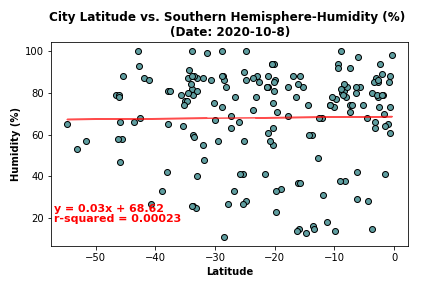 City Latitude vs. Southern Hemisphere-Humidity (%)
(Date: 2020-10-8)
Humidity (%)
100
80
60
40
20
y = 0.03x + 68.62
r-squared = 0.00023
−50 −40 −30 −20 −10 0
Latitude